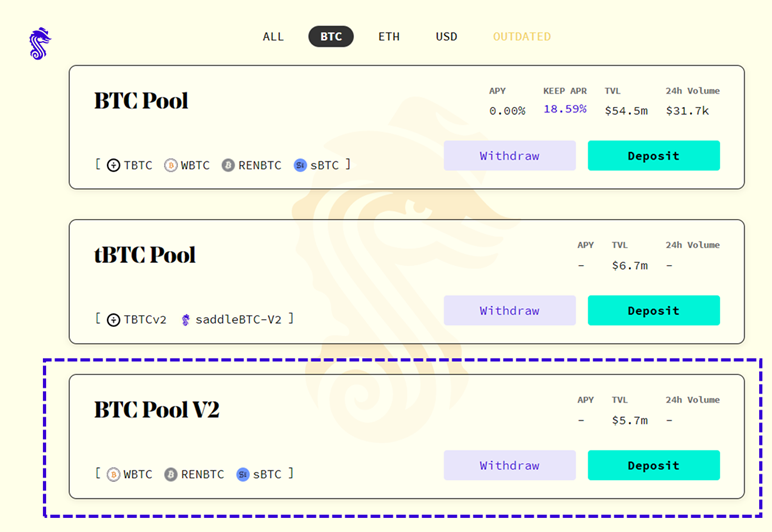 ALL BTC ETH USD OUTDATED
BTC Pool
APY KEEP APR TVL 24h Volume
0.00% 18.59% $54.5m $31.7k
[ TBTC WBTC RENBTC sBTC ]
Withdraw Deposit
tBTC Pool
APY TVL 24h Volume
– $6.7m –
[ TBTCv2 saddleBTC-V2 ]
Withdraw Deposit
BTC Pool V2
APY TVL 24h Volume
– $5.7m –
[ WBTC RENBTC sBTC ]
Withdraw Deposit